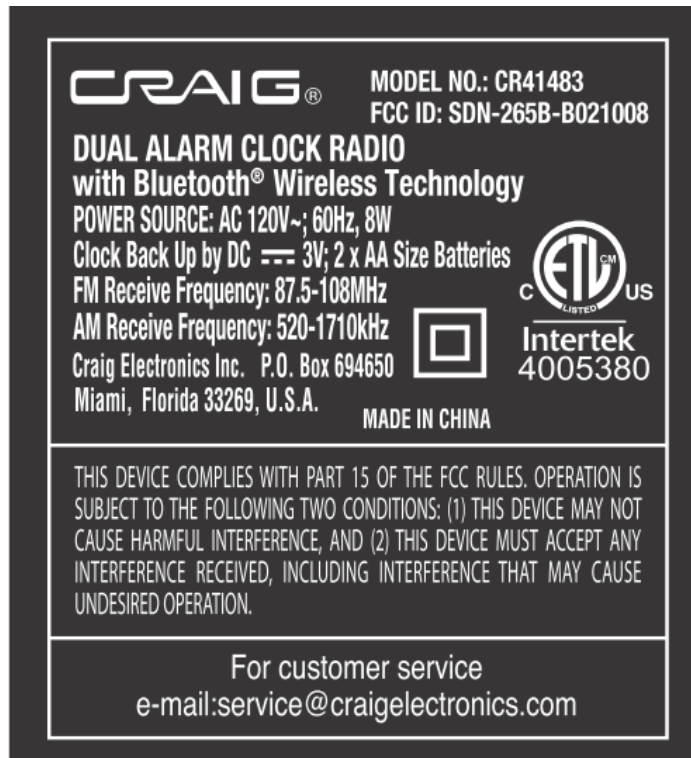 CRAIG®
MODEL NO.: CR41483
FCC ID: SDN-265B-B021008
DUAL ALARM CLOCK RADIO
with Bluetooth® Wireless Technology
POWER SOURCE: AC 120V~; 60Hz, 8W
Clock Back Up by DC ⎓ 3V; 2 x AA Size Batteries
FM Receive Frequency: 87.5-108MHz
AM Receive Frequency: 520-1710kHz
Craig Electronics Inc. P.O. Box 694650
Miami, Florida 33269, U.S.A.
MADE IN CHINA
ETL CM
C US
LISTED
Intertek
4005380
THIS DEVICE COMPLIES WITH PART 15 OF THE FCC RULES. OPERATION IS
SUBJECT TO THE FOLLOWING TWO CONDITIONS: (1) THIS DEVICE MAY NOT
CAUSE HARMFUL INTERFERENCE, AND (2) THIS DEVICE MUST ACCEPT ANY
INTERFERENCE RECEIVED, INCLUDING INTERFERENCE THAT MAY CAUSE
UNDESIRED OPERATION.
For customer service
e-mail:service@craigelectronics.com